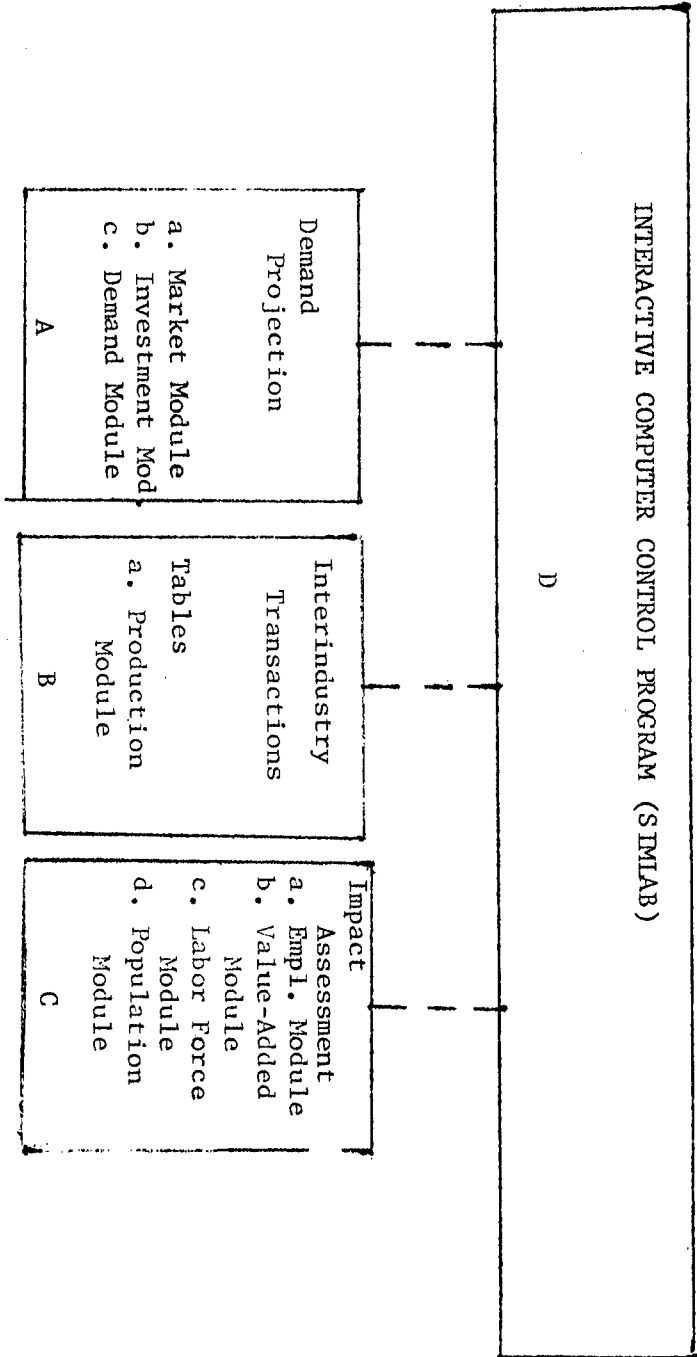 INTERACTIVE COMPUTER CONTROL PROGRAM (SIMLAB)
D
Demand
Projection
a. Market Module
b. Investment Mod
c. Demand Module
A
Interindustry
Transactions
Tables
a. Production
Module
B
Impact
Assessment
a. Empl. Module
b. Value-Added
Module
c. Labor Force
Module
d. Population
Module
C